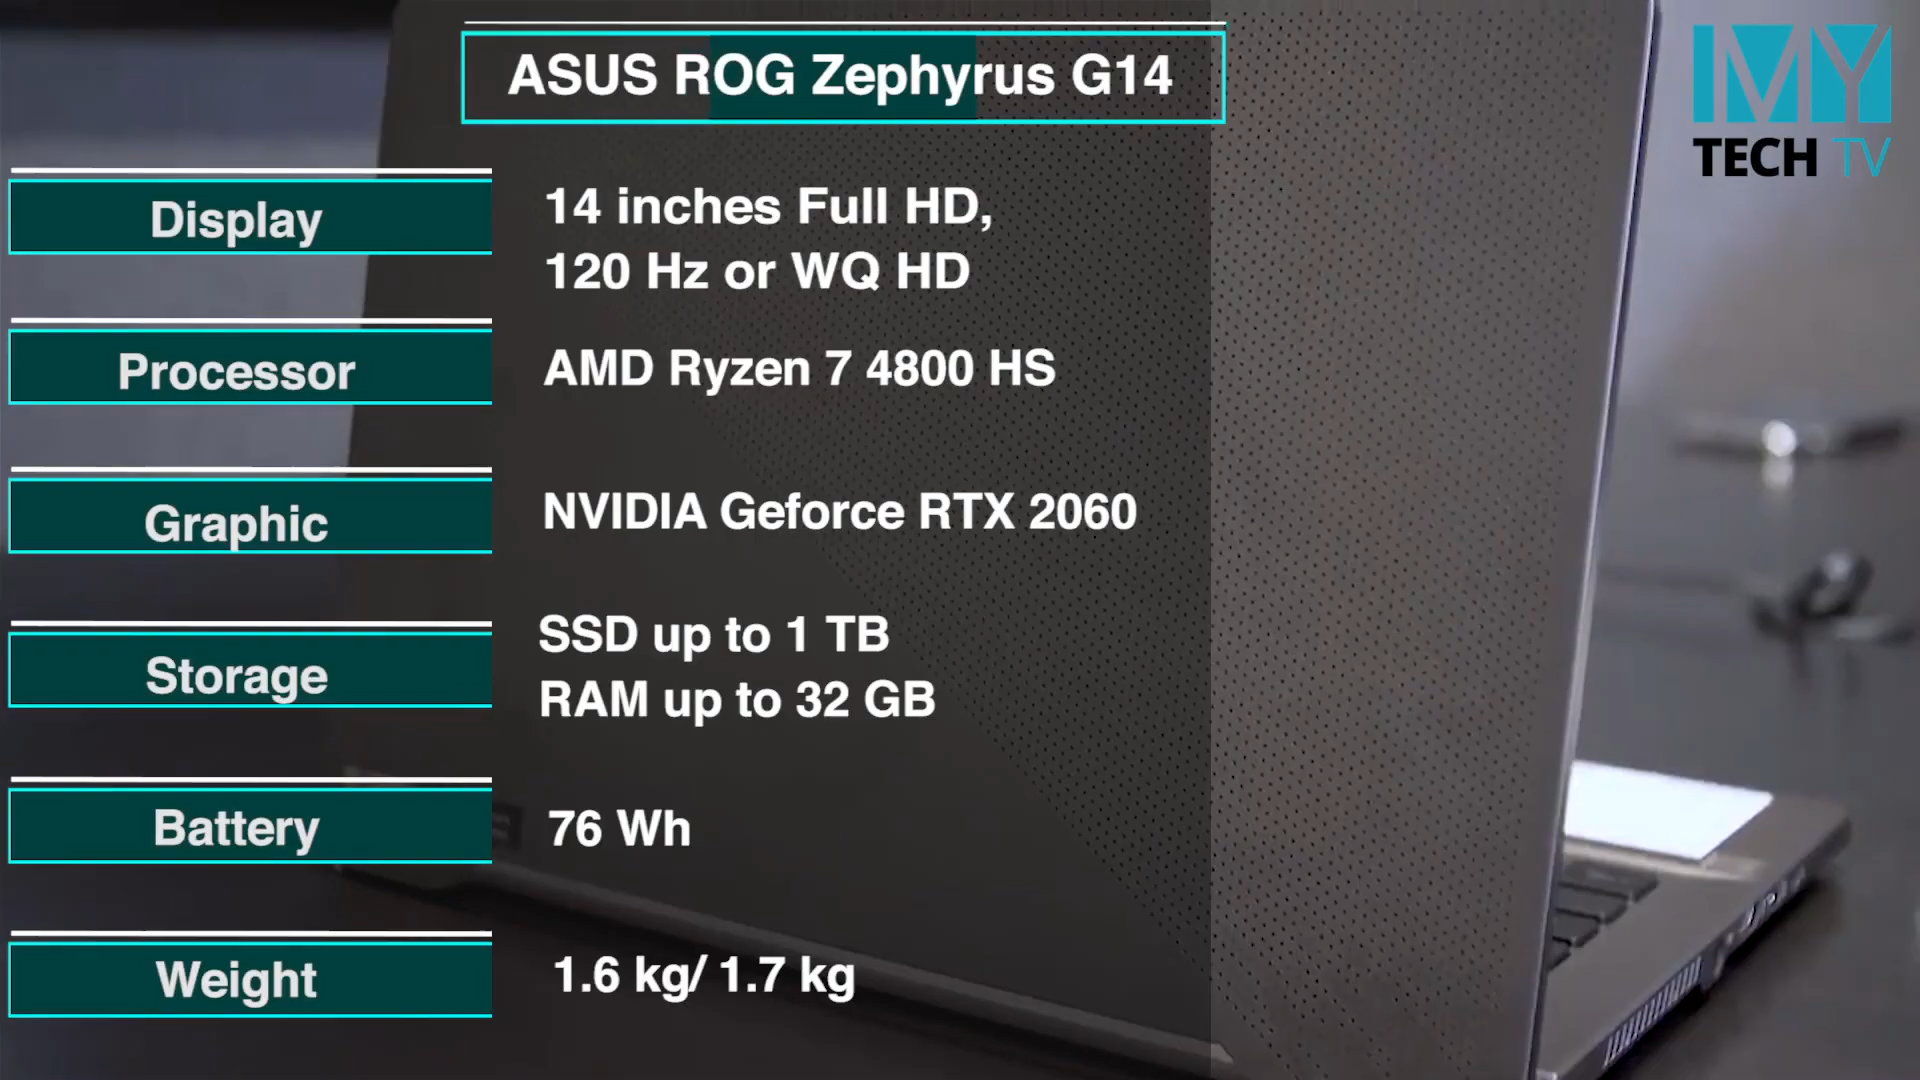 ASUS ROG Zephyrus G14
IMY
TECH TV
Display
14 inches Full HD,
120 Hz or WQ HD
Processor
AMD Ryzen 7 4800 HS
Graphic
NVIDIA Geforce RTX 2060
Storage
SSD up to 1 TB
RAM up to 32 GB
Battery
76 Wh
Weight
1.6 kg/ 1.7 kg